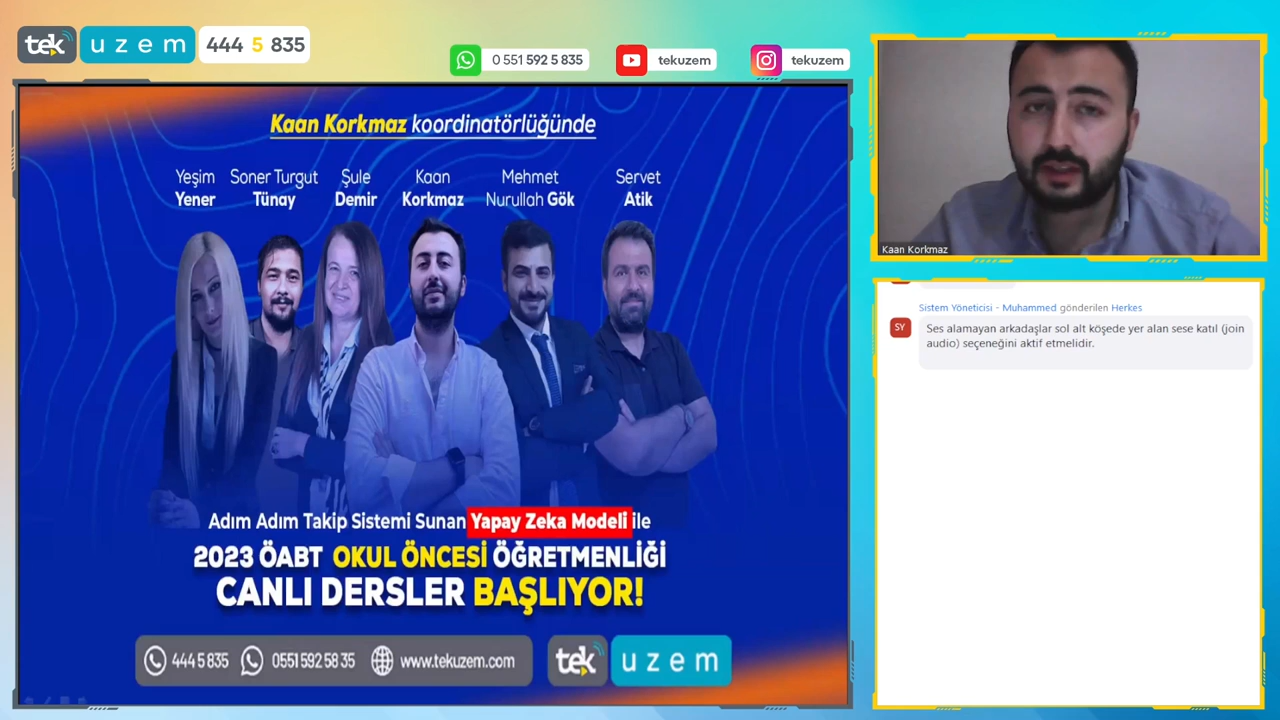 tek uzem 444 5 835
0 551 592 5 835
tekuzem
tekuzem
Kaan Korkmaz koordinatörlüğünde
Yeşim Yener
Soner Turgut Tünay
Şule Demir
Kaan Korkmaz
Mehmet Nurullah Gök
Servet Atik
Adım Adım Takip Sistemi Sunan Yapay Zeka Modeli ile
2023 ÖABT OKUL ÖNCESİ ÖĞRETMENLİĞİ
CANLI DERSLER BAŞLIYOR!
444 5 835 0551 592 58 35 www.tekuzem.com tek uzem
Kaan Korkmaz
Sistem Yöneticisi - Muhammed gönderilen Herkes
SY
Ses alamayan arkadaşlar sol alt köşede yer alan sese katıl (join
audio) seçeneğini aktif etmelidir.